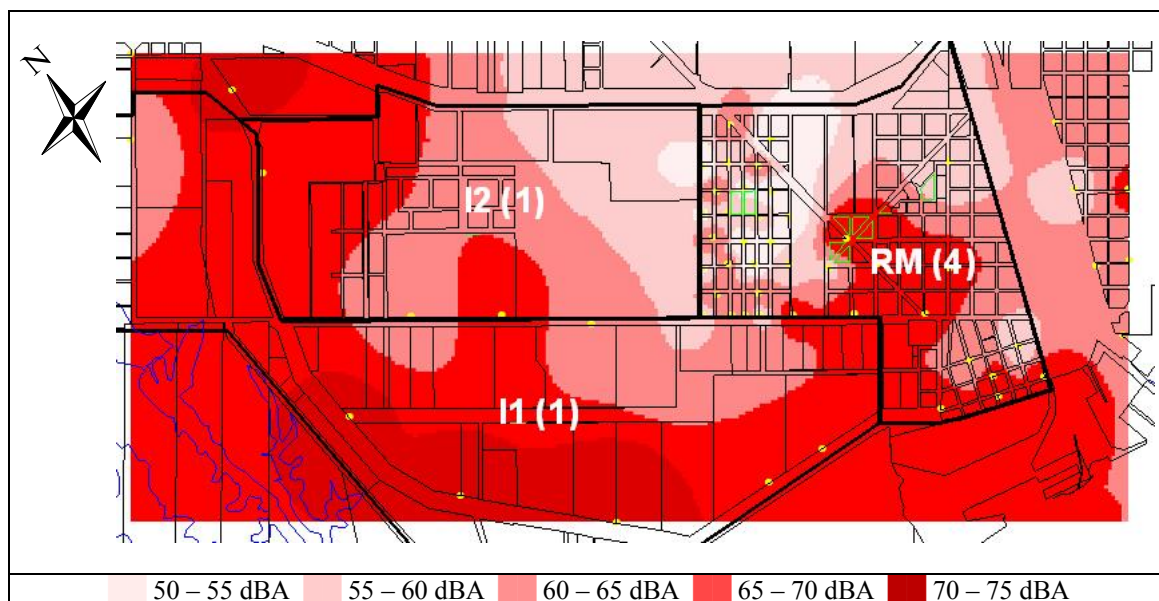 N
I2 (1)
RM (4)
I1 (1)
50 – 55 dBA 55 – 60 dBA 60 – 65 dBA 65 – 70 dBA 70 – 75 dBA